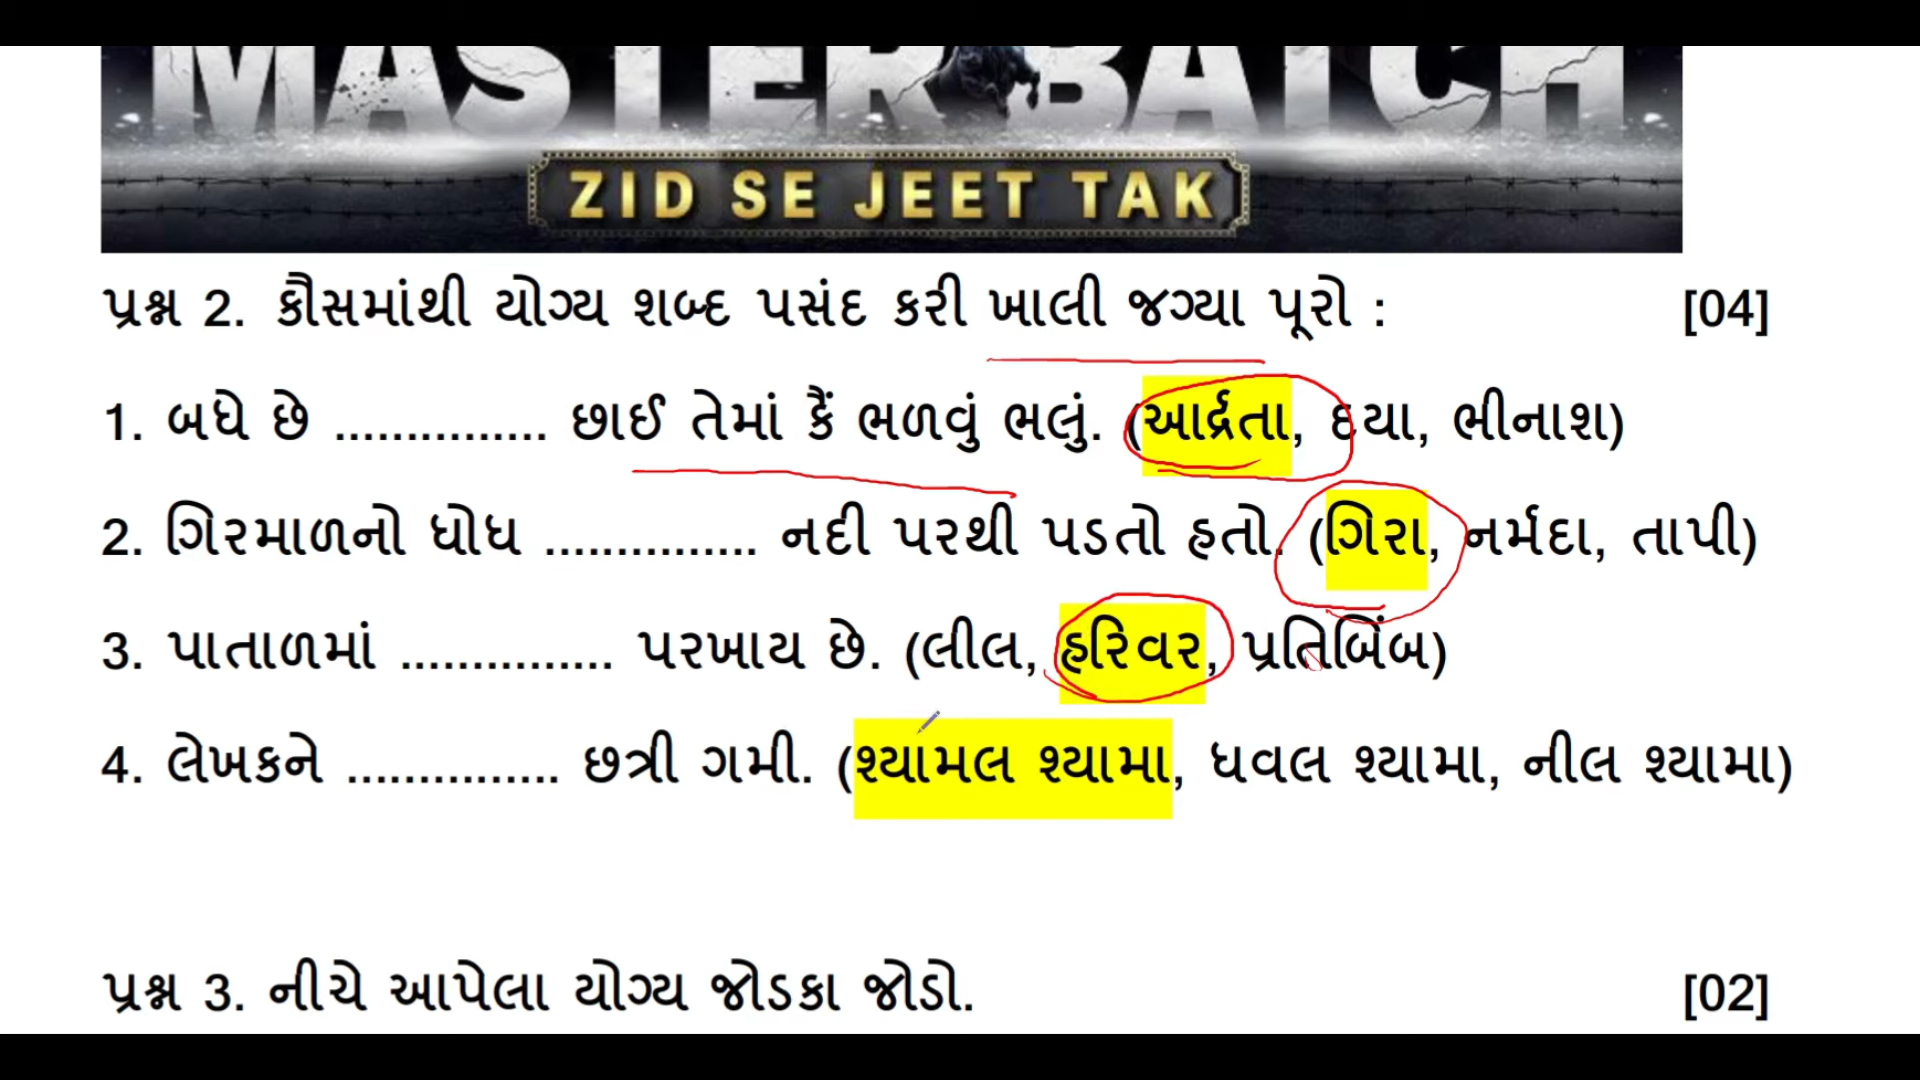 MASTER BATCH
ZID SE JEET TAK
પ્રશ્ન 2. કૌસમાંથી યોગ્ય શબ્દ પસંદ કરી ખાલી જગ્યા પૂરો : [04]
1. બધે છે ............... છાઈ તેમાં કૈં ભળવું ભલું. (આર્દ્રતા, દયા, ભીનાશ)
2. ગિરમાળનો ધોધ ............... નદી પરથી પડતો હતો. (ગિરા, નર્મદા, તાપી)
3. પાતાળમાં ............... પરખાય છે. (લીલ, હરિવર, પ્રતિબિંબ)
4. લેખકને ............... છત્રી ગમી. (શ્યામલ શ્યામા, ધવલ શ્યામા, નીલ શ્યામા)
પ્રશ્ન 3. નીચે આપેલા યોગ્ય જોડકા જોડો. [02]